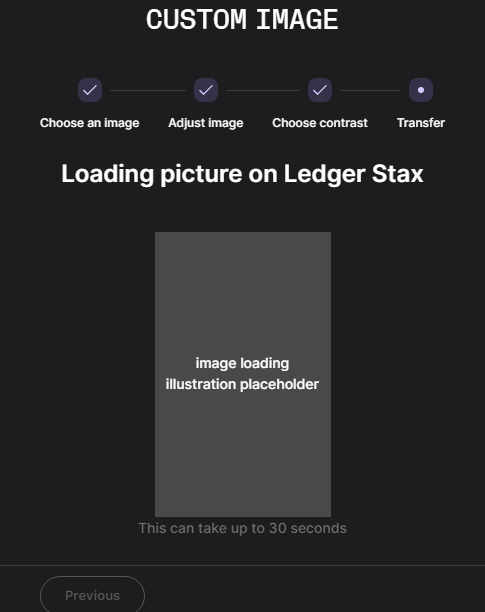 CUSTOM IMAGE
Choose an image Adjust image Choose contrast Transfer
Loading picture on Ledger Stax
image loading
illustration placeholder
This can take up to 30 seconds
Previous